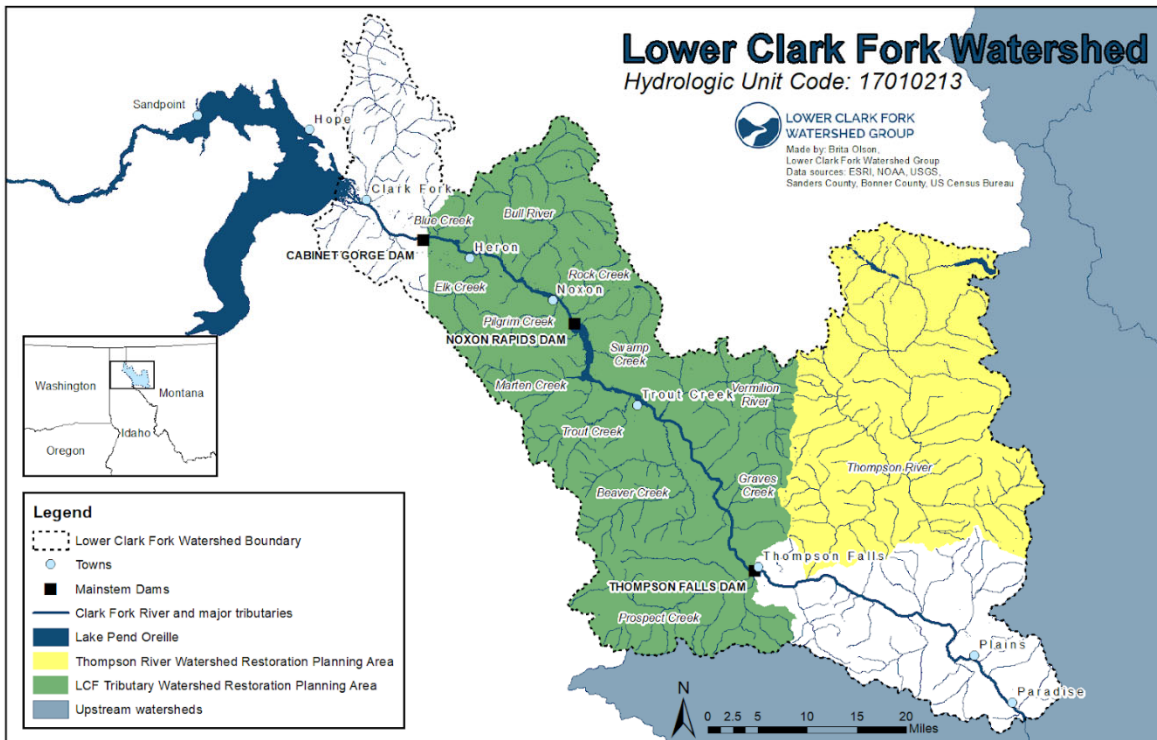 Lower Clark Fork Watershed
Hydrologic Unit Code: 17010213
LOWER CLARK FORK
WATERSHED GROUP
Made by: Brita Olson,
Lower Clark Fork Watershed Group
Data sources: ESRI, NOAA, USGS,
Sanders County, Bonner County, US Census Bureau
Sandpoint
Hope
Clark Fork
Blue Creek
Bull River
CABINET GORGE DAM
Heron
Elk Creek
Rock Creek
Noxon
Pilgrim Creek
NOXON RAPIDS DAM
Swamp
Creek
Marten Creek
Vermilion
River
Trout Creek
Trout Creek
Thompson River
Beaver Creek
Graves
Creek
Thompson Falls
THOMPSON FALLS DAM
Prospect Creek
Plains
Paradise
Washington
Montana
Idaho
Oregon
Legend
Lower Clark Fork Watershed Boundary
Towns
Mainstem Dams
Clark Fork River and major tributaries
Lake Pend Oreille
Thompson River Watershed Restoration Planning Area
LCF Tributary Watershed Restoration Planning Area
Upstream watersheds
N
0 2.5 5 10 15 20
Miles